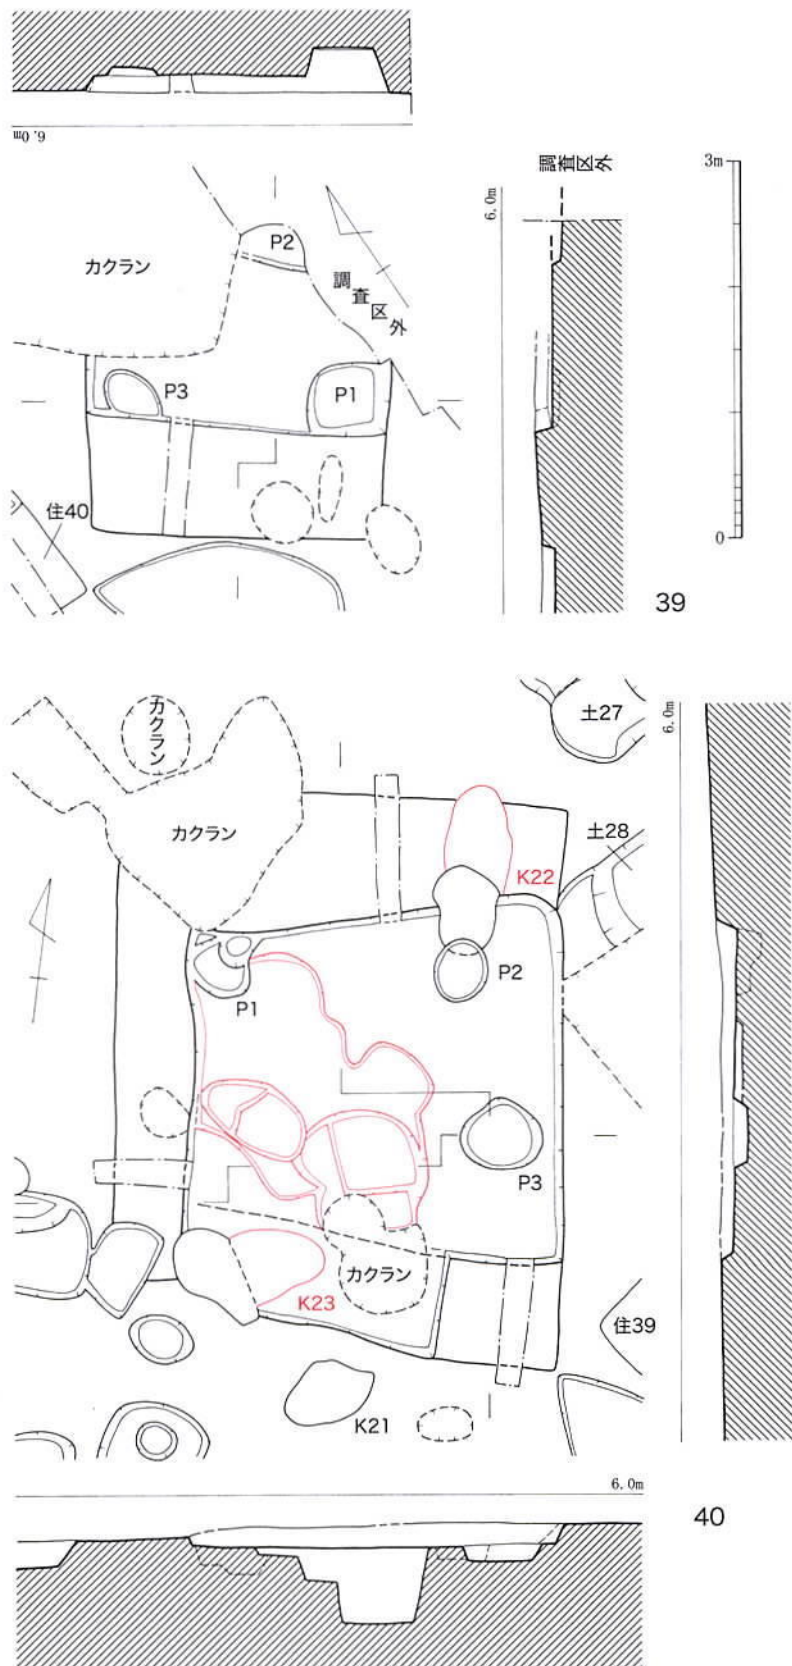 6.0m
調査区外
3m
6.0m
P2
カクラン
調査区外
P3
P1
住40
0
39
カクラン
土27
6.0m
カクラン
土28
K22
P2
P1
P3
カクラン
K23
住39
K21
6.0m
40